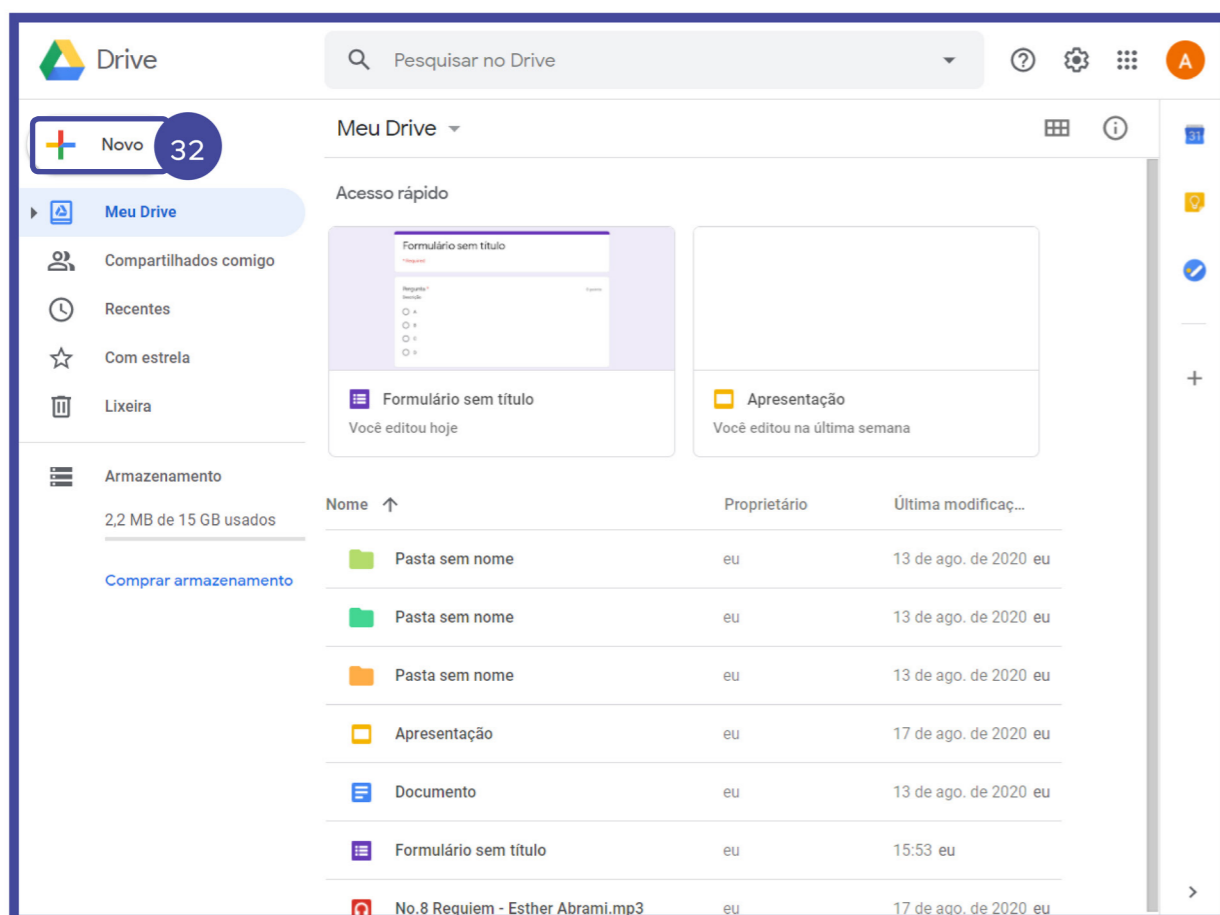 Drive
Pesquisar no Drive
A
Novo
32
Meu Drive
31
Meu Drive
Compartilhados comigo
Recentes
Com estrela
Lixeira
Armazenamento
2,2 MB de 15 GB usados
Comprar armazenamento
Acesso rápido
Formulário sem título
* Required
Pergunta *
Descrição
A
B
C
D
Formulário sem título
Você editou hoje
Apresentação
Você editou na última semana
Nome Proprietário Última modificaç...
Pasta sem nome eu 13 de ago. de 2020 eu
Pasta sem nome eu 13 de ago. de 2020 eu
Pasta sem nome eu 13 de ago. de 2020 eu
Apresentação eu 17 de ago. de 2020 eu
Documento eu 13 de ago. de 2020 eu
Formulário sem título eu 15:53 eu
No.8 Requiem - Esther Abrami.mp3 eu 17 de ago. de 2020 eu